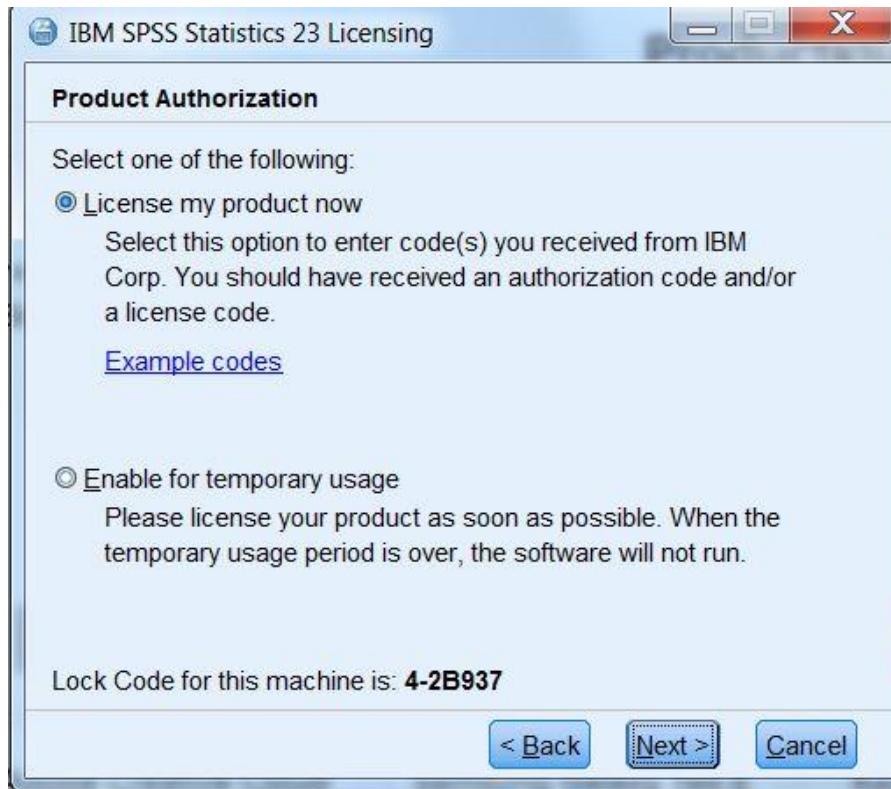 IBM SPSS Statistics 23 Licensing
Product Authorization
Select one of the following:
License my product now
Select this option to enter code(s) you received from IBM
Corp. You should have received an authorization code and/or
a license code.
Example codes
Enable for temporary usage
Please license your product as soon as possible. When the
temporary usage period is over, the software will not run.
Lock Code for this machine is: 4-2B937
< Back
Next >
Cancel